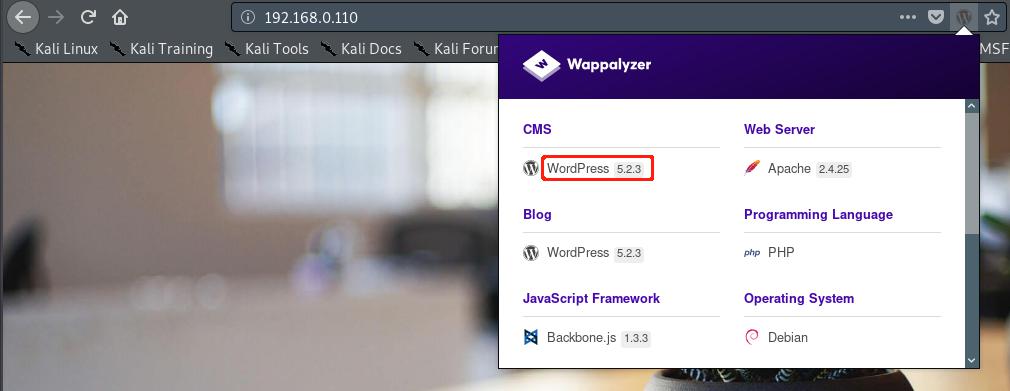 192.168.0.110
Kali Linux Kali Training Kali Tools Kali Docs Kali Forum MSF
Wappalyzer
CMS
WordPress 5.2.3
Web Server
Apache 2.4.25
Blog
WordPress 5.2.3
Programming Language
php PHP
JavaScript Framework
Backbone.js 1.3.3
Operating System
Debian